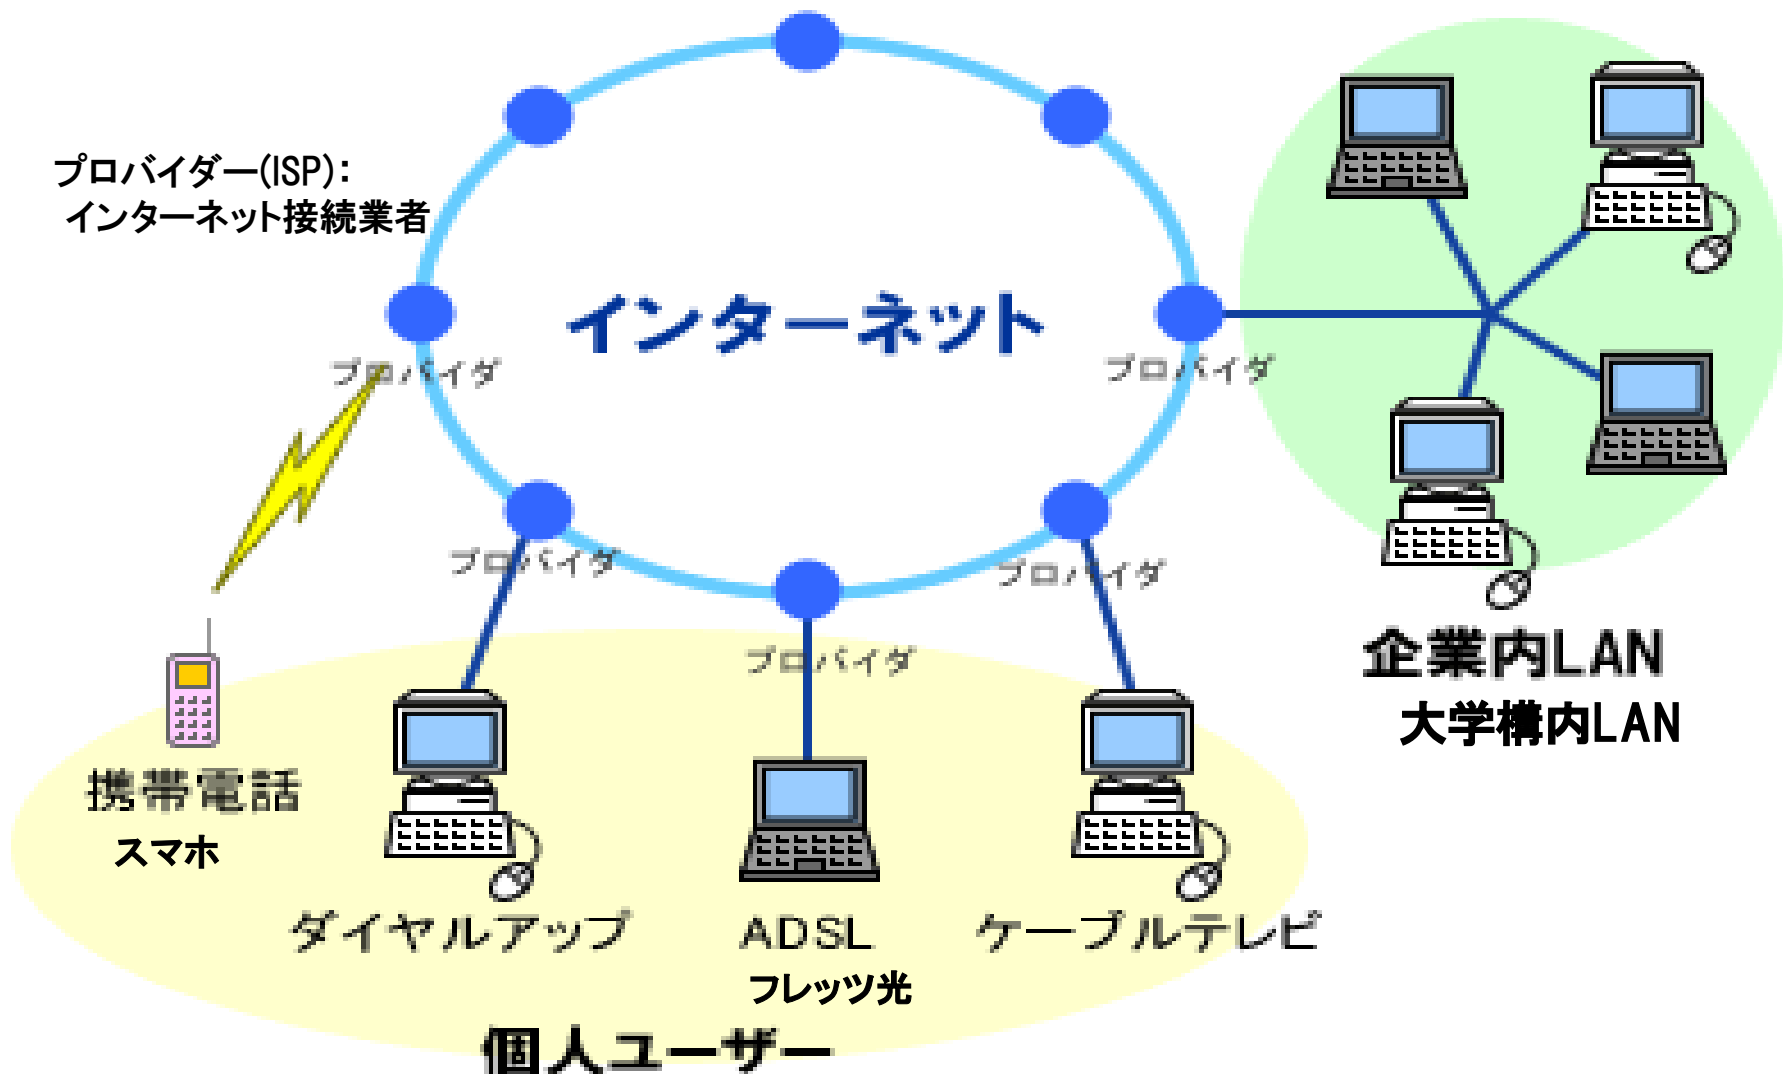 プロバイダー(ISP):
インターネット接続業者
インターネット
プロバイダ
プロバイダ
プロバイダ
プロバイダ
プロバイダ
企業内LAN
大学構内LAN
携帯電話
スマホ
ダイヤルアップ
ADSL
フレッツ光
ケーブルテレビ
個人ユーザー